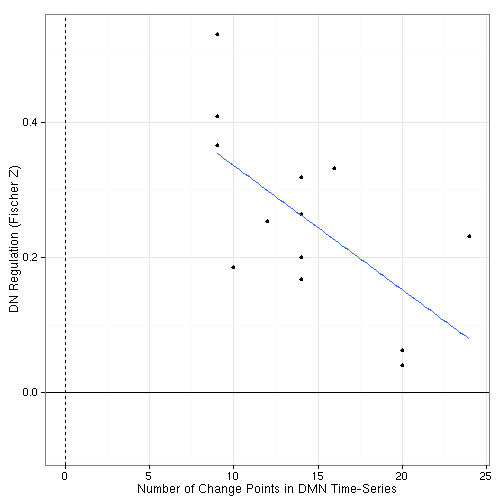 DN Regulation (Fischer Z)
0.4
0.2
0.0
0 5 10 15 20 25
Number of Change Points in DMN Time-Series